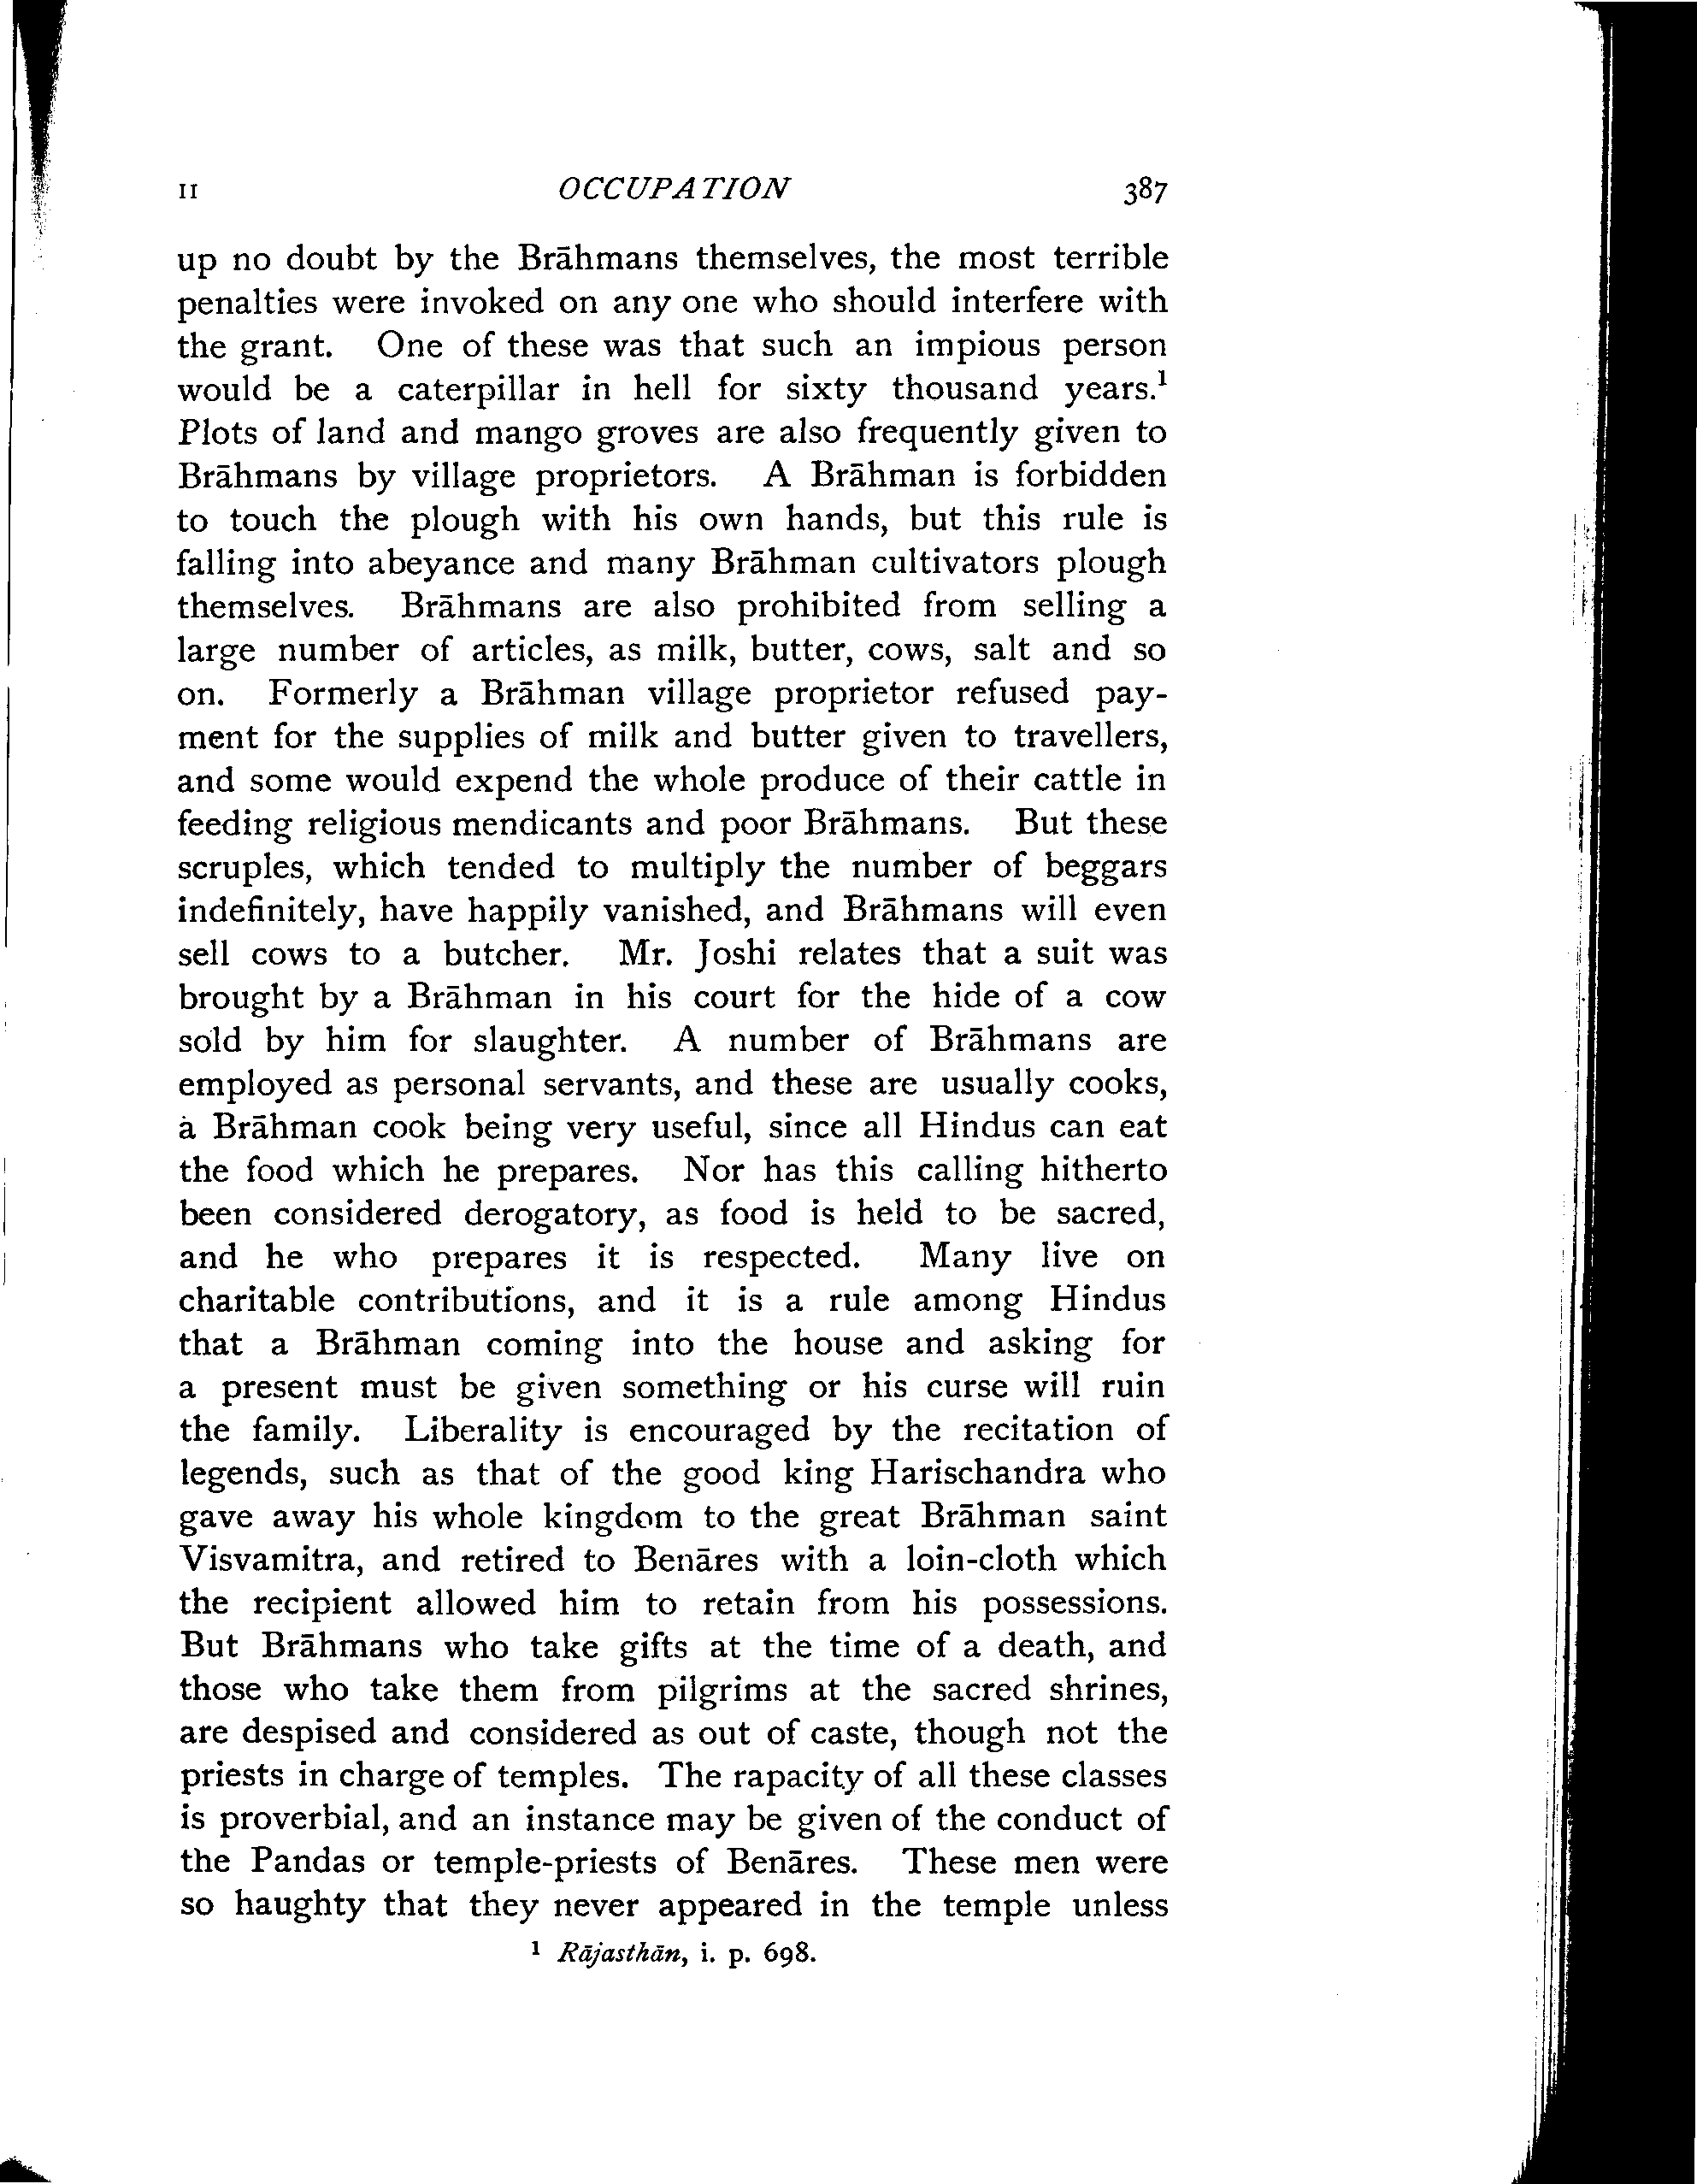 II OCCUPATION 387
up no doubt by the Brāhmans themselves, the most terrible
penalties were invoked on any one who should interfere with
the grant. One of these was that such an impious person
would be a caterpillar in hell for sixty thousand years.¹
Plots of land and mango groves are also frequently given to
Brāhmans by village proprietors. A Brāhman is forbidden
to touch the plough with his own hands, but this rule is
falling into abeyance and many Brāhman cultivators plough
themselves. Brāhmans are also prohibited from selling a
large number of articles, as milk, butter, cows, salt and so
on. Formerly a Brāhman village proprietor refused pay-
ment for the supplies of milk and butter given to travellers,
and some would expend the whole produce of their cattle in
feeding religious mendicants and poor Brāhmans. But these
scruples, which tended to multiply the number of beggars
indefinitely, have happily vanished, and Brāhmans will even
sell cows to a butcher. Mr. Joshi relates that a suit was
brought by a Brāhman in his court for the hide of a cow
sold by him for slaughter. A number of Brāhmans are
employed as personal servants, and these are usually cooks,
a Brāhman cook being very useful, since all Hindus can eat
the food which he prepares. Nor has this calling hitherto
been considered derogatory, as food is held to be sacred,
and he who prepares it is respected. Many live on
charitable contributions, and it is a rule among Hindus
that a Brāhman coming into the house and asking for
a present must be given something or his curse will ruin
the family. Liberality is encouraged by the recitation of
legends, such as that of the good king Harischandra who
gave away his whole kingdom to the great Brāhman saint
Visvamitra, and retired to Benāres with a loin-cloth which
the recipient allowed him to retain from his possessions.
But Brāhmans who take gifts at the time of a death, and
those who take them from pilgrims at the sacred shrines,
are despised and considered as out of caste, though not the
priests in charge of temples. The rapacity of all these classes
is proverbial, and an instance may be given of the conduct of
the Pandas or temple-priests of Benāres. These men were
so haughty that they never appeared in the temple unless
¹ Rājasthān, i. p. 698.